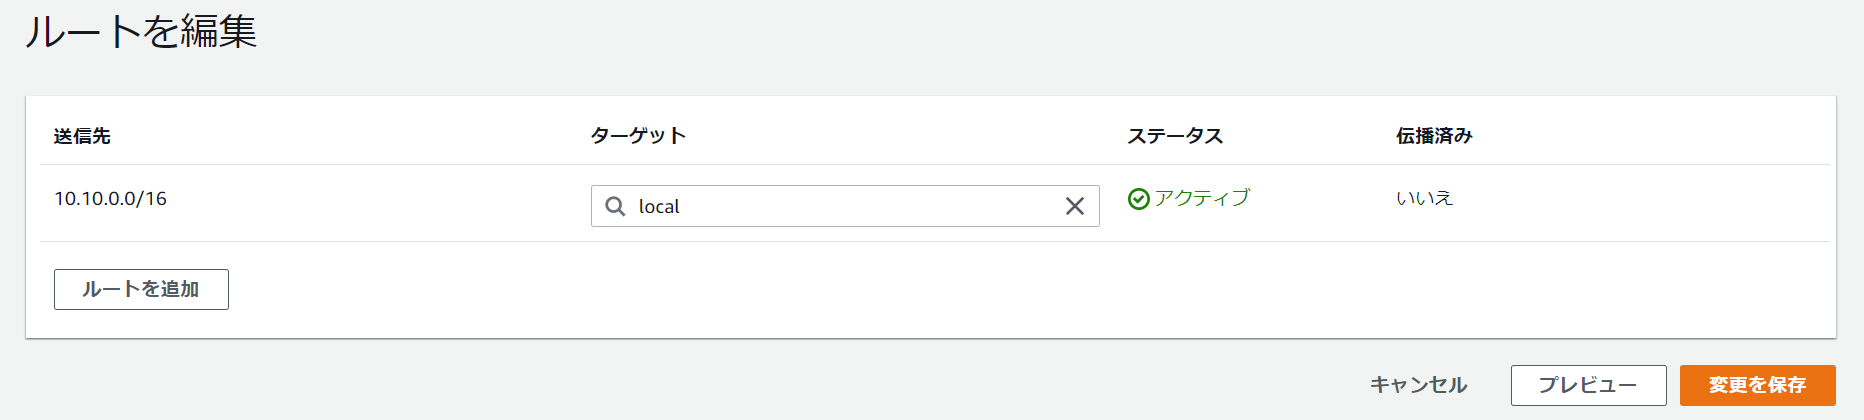 ルートを編集
送信先 ターゲット ステータス 伝播済み
10.10.0.0/16 local アクティブ いいえ
ルートを追加
キャンセル プレビュー 変更を保存